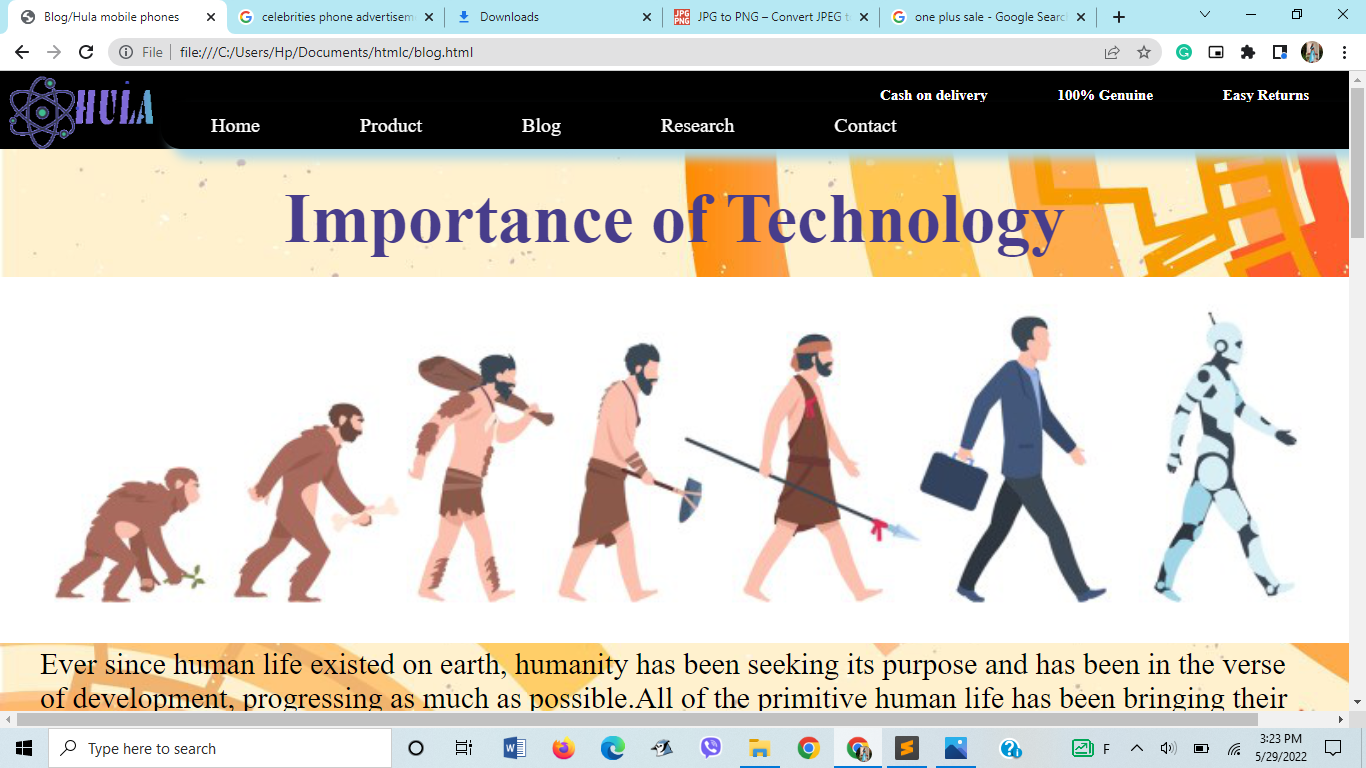 Blog/Hula mobile phones
celebrities phone advertisem
Downloads
JPG to PNG – Convert JPEG t
one plus sale - Google Searc
File
file:///C:/Users/Hp/Documents/htmlc/blog.html
HULA
Cash on delivery
100% Genuine
Easy Returns
Home
Product
Blog
Research
Contact
Importance of Technology
Ever since human life existed on earth, humanity has been seeking its purpose and has been in the verse
of development, progressing as much as possible.All of the primitive human life has been bringing their
Type here to search
F
3:23 PM
5/29/2022